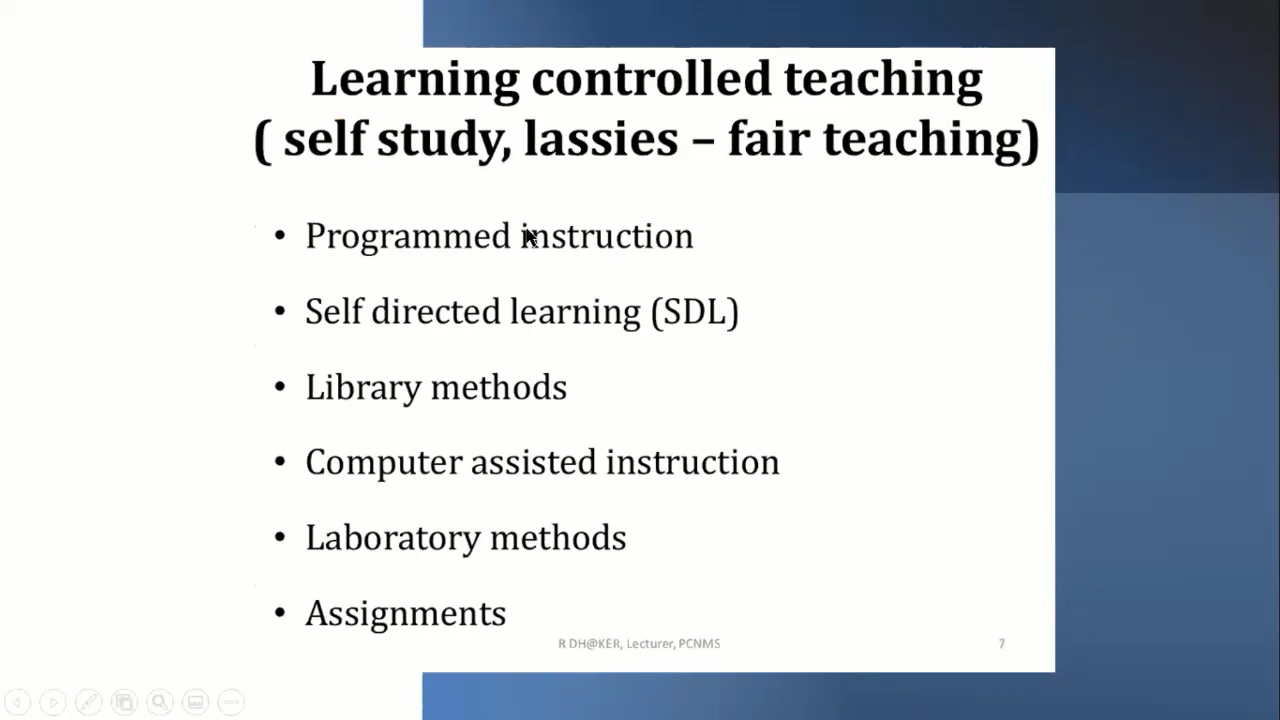 Learning controlled teaching
( self study, lassies – fair teaching)
• Programmed instruction
• Self directed learning (SDL)
• Library methods
• Computer assisted instruction
• Laboratory methods
• Assignments
R DH@KER, Lecturer, PCNMS
7